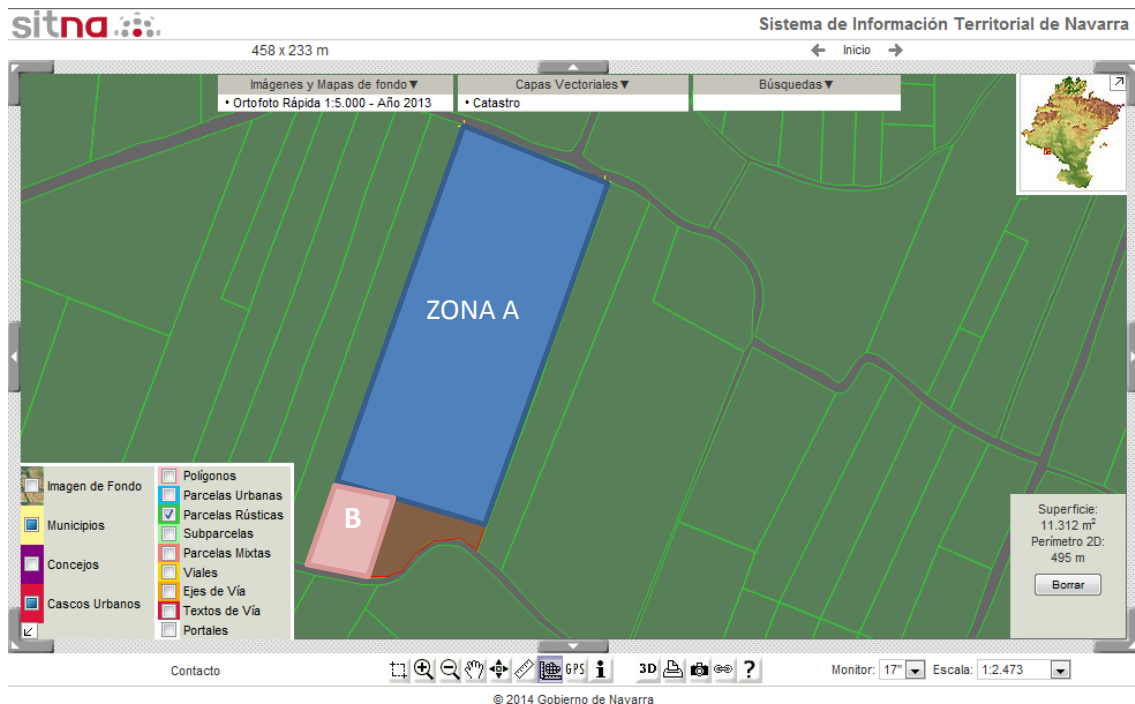 sitna
Sistema de Información Territorial de Navarra
458 x 233 m
Inicio
Imágenes y Mapas de fondo▼
Capas Vectoriales▼
Búsquedas▼
• Ortofoto Rápida 1:5.000 - Año 2013
• Catastro
ZONA A
B
Imagen de Fondo
Municipios
Concejos
Cascos Urbanos
Polígonos
Parcelas Urbanas
Parcelas Rústicas
Subparcelas
Parcelas Mixtas
Viales
Ejes de Vía
Textos de Vía
Portales
Superficie:
11.312 m²
Perímetro 2D:
495 m
Borrar
Contacto
GPS
i
3D
?
Monitor: 17"
Escala: 1:2.473
© 2014 Gobierno de Navarra